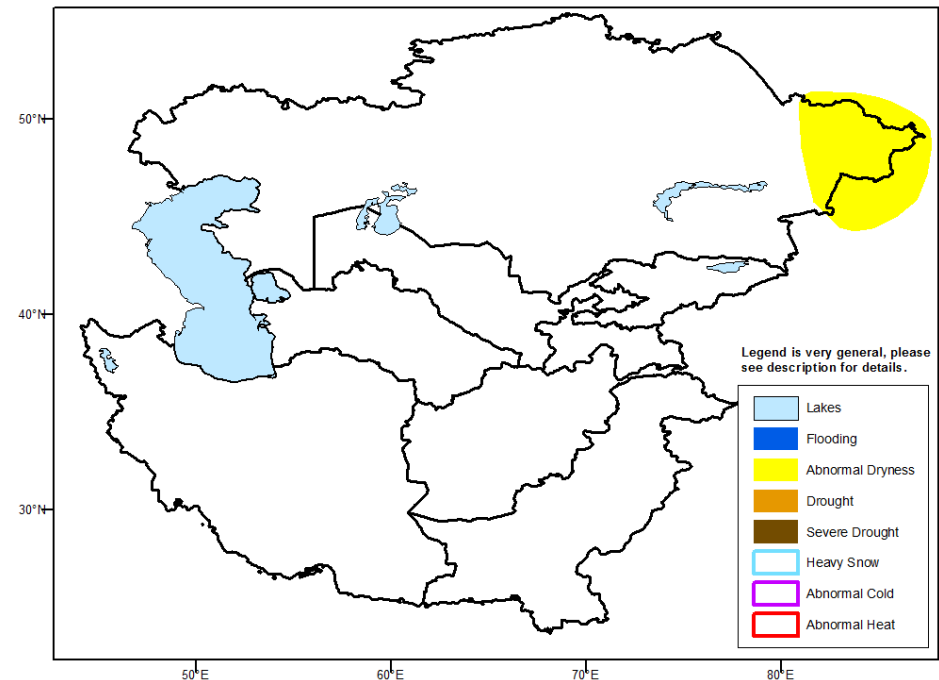 50°N
40°N
30°N
Legend is very general, please
see description for details.
Lakes
Flooding
Abnormal Dryness
Drought
Severe Drought
Heavy Snow
Abnormal Cold
Abnormal Heat
50°E
60°E
70°E
80°E